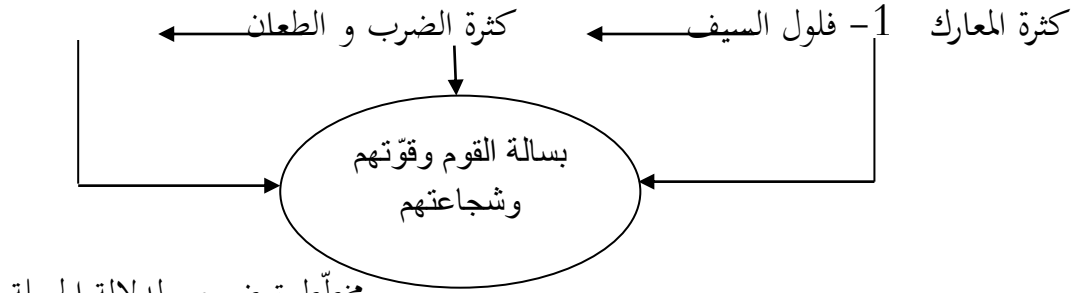 كثرة المعارك 1- فلول السيف كثرة الضرب و الطعان
بسالة القوم وقوّتهم
وشجاعتهم